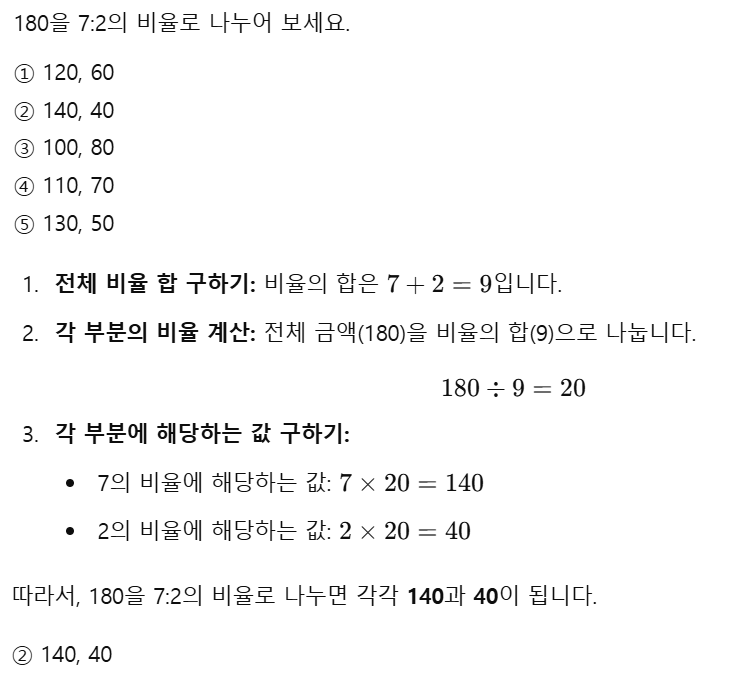 180을 7:2의 비율로 나누어 보세요.
① 120, 60
② 140, 40
③ 100, 80
④ 110, 70
⑤ 130, 50
1. 전체 비율 합 구하기: 비율의 합은 7 + 2 = 9입니다.
2. 각 부분의 비율 계산: 전체 금액(180)을 비율의 합(9)으로 나눕니다.
180 ÷ 9 = 20
3. 각 부분에 해당하는 값 구하기:
• 7의 비율에 해당하는 값: 7 × 20 = 140
• 2의 비율에 해당하는 값: 2 × 20 = 40
따라서, 180을 7:2의 비율로 나누면 각각 140과 40이 됩니다.
② 140, 40